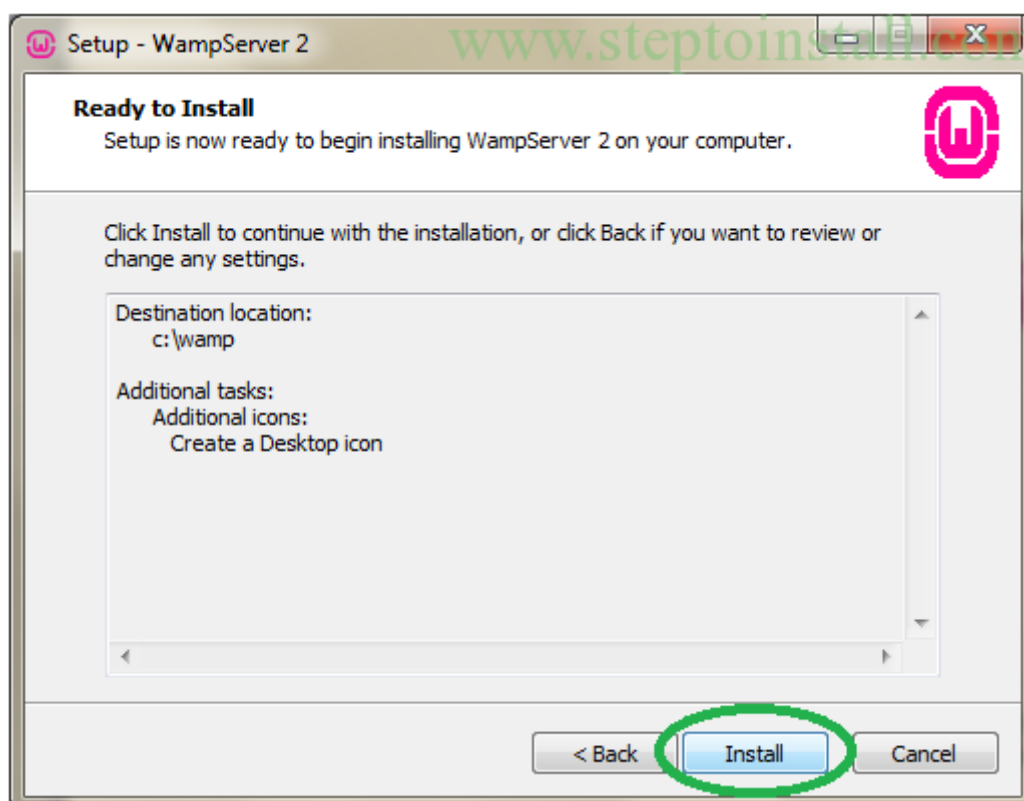 Setup - WampServer 2
www.steptoinstall.com
Ready to Install
Setup is now ready to begin installing WampServer 2 on your computer.
Click Install to continue with the installation, or click Back if you want to review or
change any settings.
Destination location:
c:\wamp
Additional tasks:
Additional icons:
Create a Desktop icon
< Back
Install
Cancel